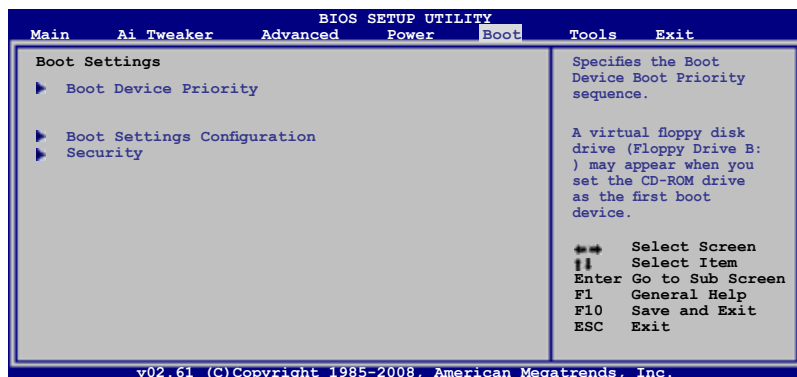 BIOS SETUP UTILITY
Main Ai Tweaker Advanced Power Boot Tools Exit
Boot Settings
Boot Device Priority
Boot Settings Configuration
Security
Specifies the Boot
Device Boot Priority
sequence.
A virtual floppy disk
drive (Floppy Drive B:
) may appear when you
set the CD-ROM drive
as the first boot
device.
Select Screen
Select Item
Enter Go to Sub Screen
F1 General Help
F10 Save and Exit
ESC Exit
v02.61 (C)Copyright 1985-2008, American Megatrends, Inc.